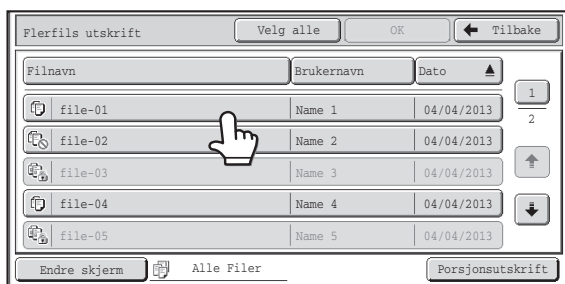 Flerfils utskrift Velg alle OK Tilbake
Filnavn Brukernavn Dato
file-01 Name 1 04/04/2013
1
2
file-02 Name 2 04/04/2013
file-03 Name 3 04/04/2013
file-04 Name 4 04/04/2013
file-05 Name 5 04/04/2013
Endre skjerm Alle Filer Porsjonsutskrift